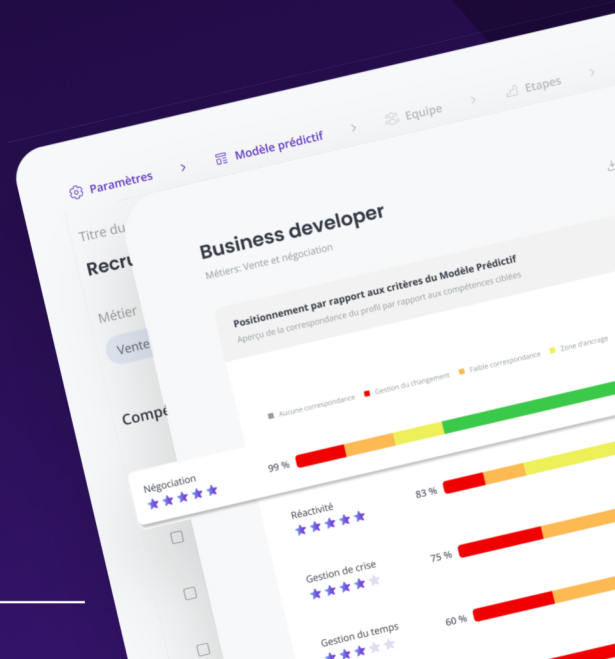 Paramètres
Modèle prédictif
Equipe
Etapes
Titre du
Recru
Métier
Vente
Compé
Business developer
Métiers: Vente et négociation
Positionnement par rapport aux critères du Modèle Prédictif
Aperçu de la correspondance du profil par rapport aux compétences ciblées
Aucune correspondance
Gestion du changement
Faible correspondance
Zone d'ancrage
Négociation
99 %
Réactivité
83 %
Gestion de crise
75 %
Gestion du temps
60 %